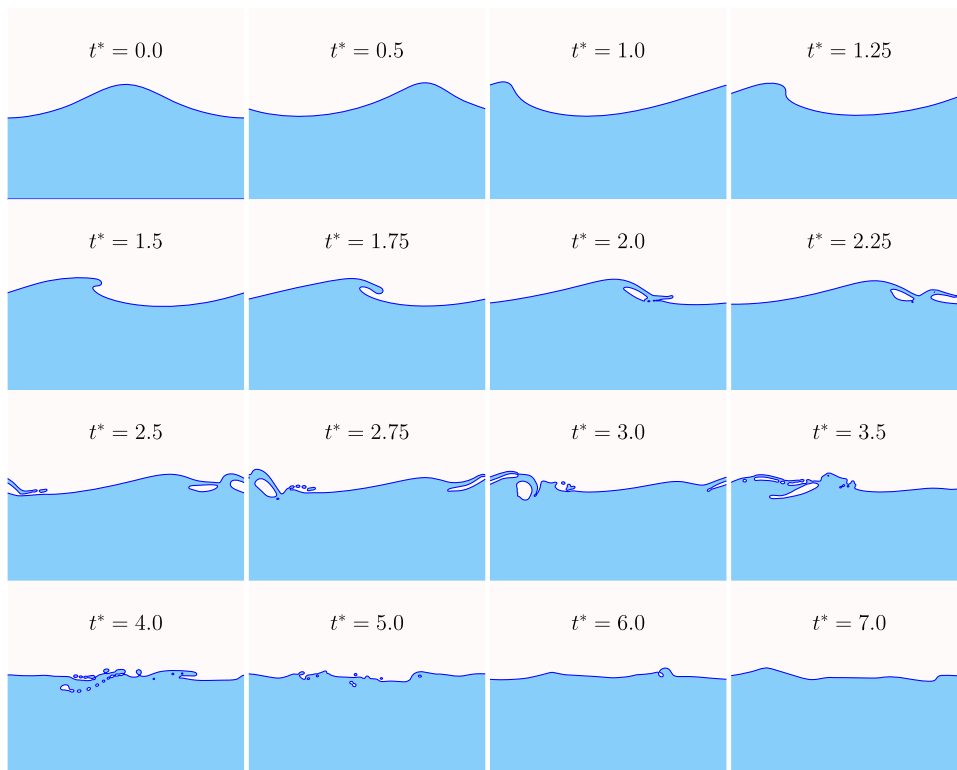 t* = 0.0
t* = 0.5
t* = 1.0
t* = 1.25
t* = 1.5
t* = 1.75
t* = 2.0
t* = 2.25
t* = 2.5
t* = 2.75
t* = 3.0
t* = 3.5
t* = 4.0
t* = 5.0
t* = 6.0
t* = 7.0